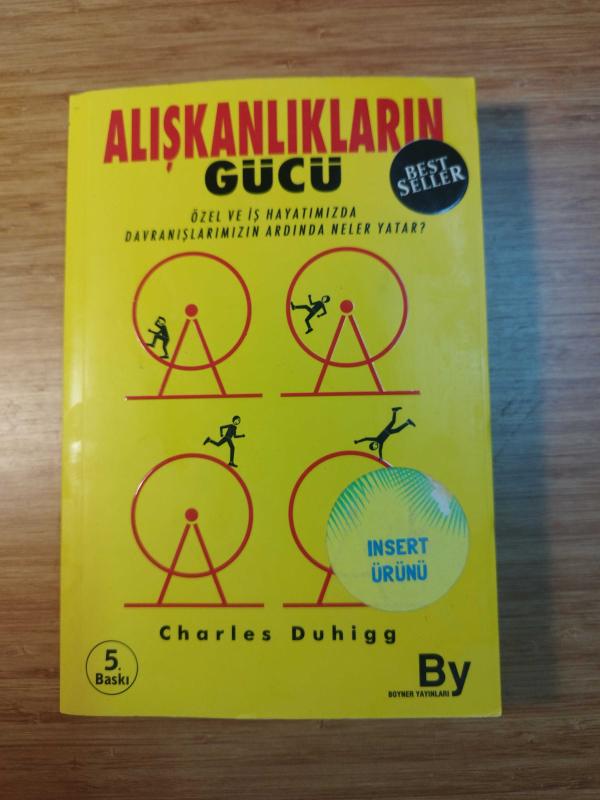 ALIŞKANLIKLARIN
GÜCÜ
BEST
SELLER
ÖZEL VE İŞ HAYATIMIZDA
DAVRANIŞLARIMIZIN ARDINDA NELER YATAR?
INSERT
ÜRÜNÜ
Charles Duhigg
5.
Baskı
By
BOYNER YAYINLARI